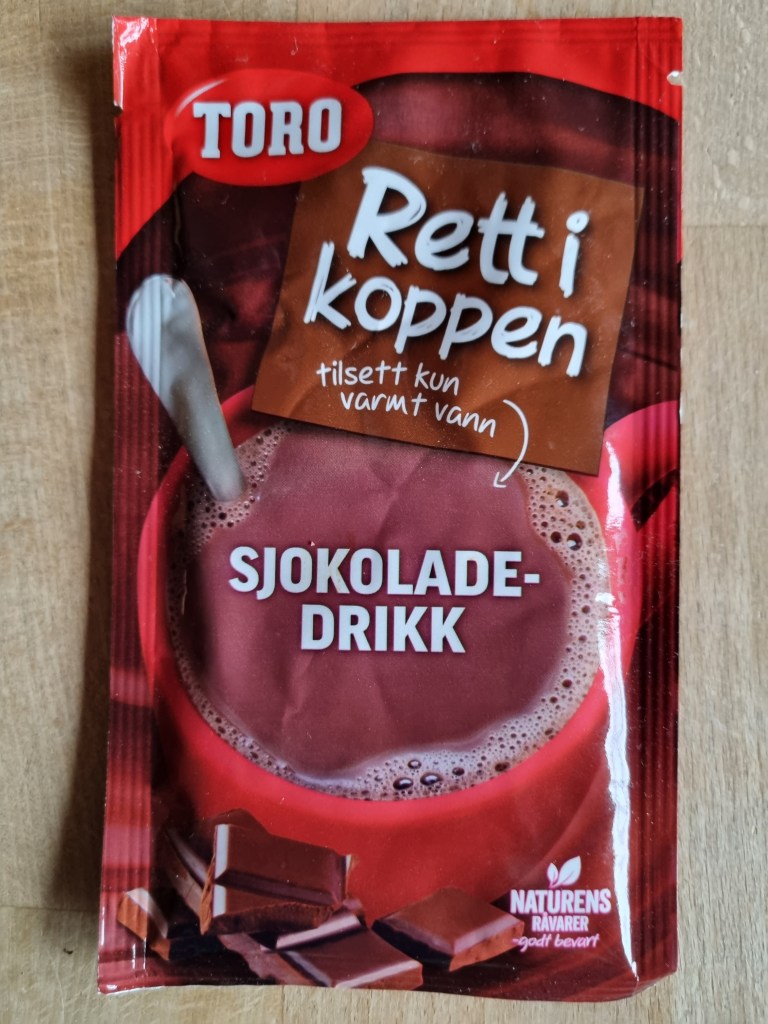 TORO
Rett i
koppen
tilsett kun
varmt vann
SJOKOLADE-
DRIKK
NATURENS
RÅVARER
-godt bevart